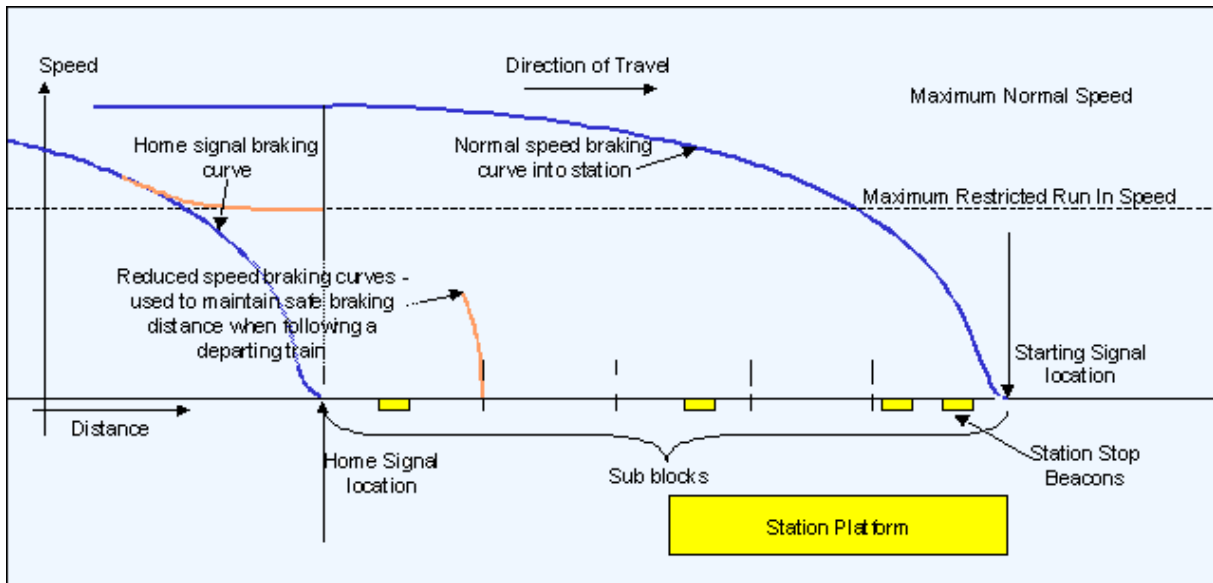 Speed
Direction of Travel
Maximum Normal Speed
Home signal braking
curve
Normal speed braking
curve into station
Maximum Restricted Run In Speed
Reduced speed braking curves -
used to maintain safe braking
distance when following a
departing train
Starting Signal
location
Distance
Home Signal
location
Sub blocks
Station Stop
Beacons
Station Platform